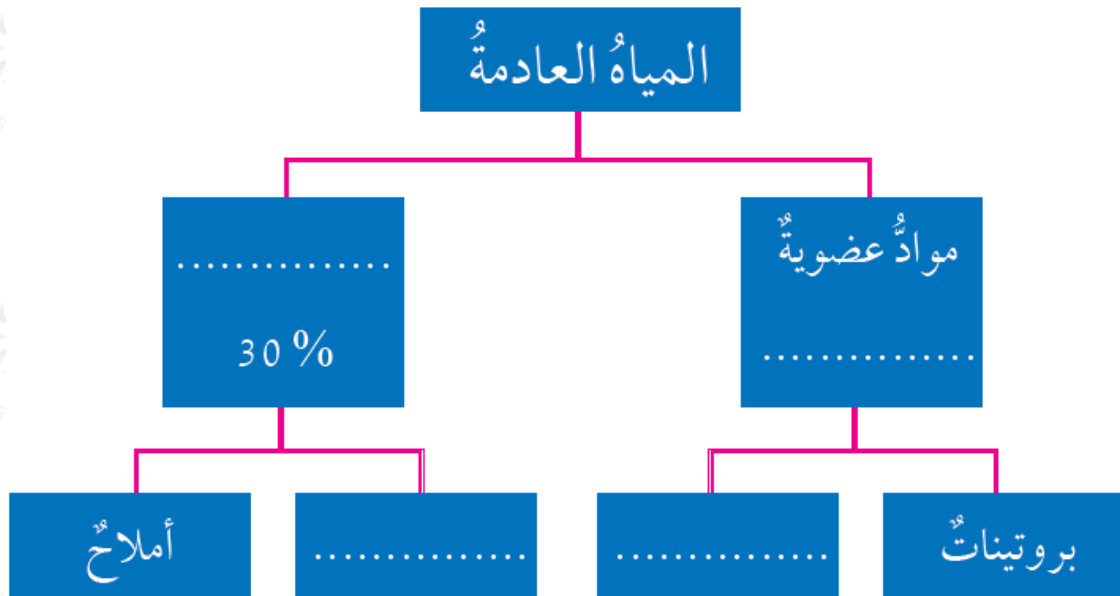 المياهُ العادمةُ
موادُّ عضويةٌ
...............
...............
30 %
بروتيناتٌ
...............
...............
أملاحٌ